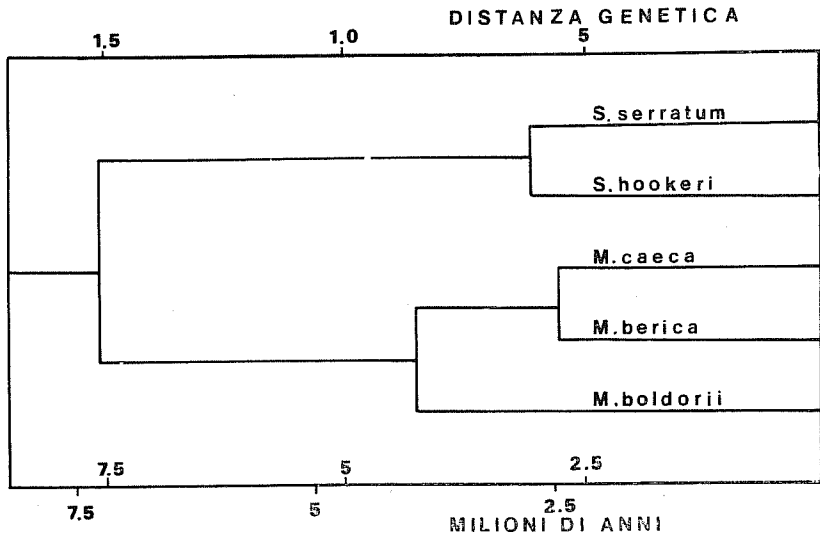 DISTANZA GENETICA
1.5 1.0 5
S.serratum
S.hookeri
M.caeca
M.berica
M.boldorii
7.5 5 2.5
7.5 5 2.5
MILIONI DI ANNI